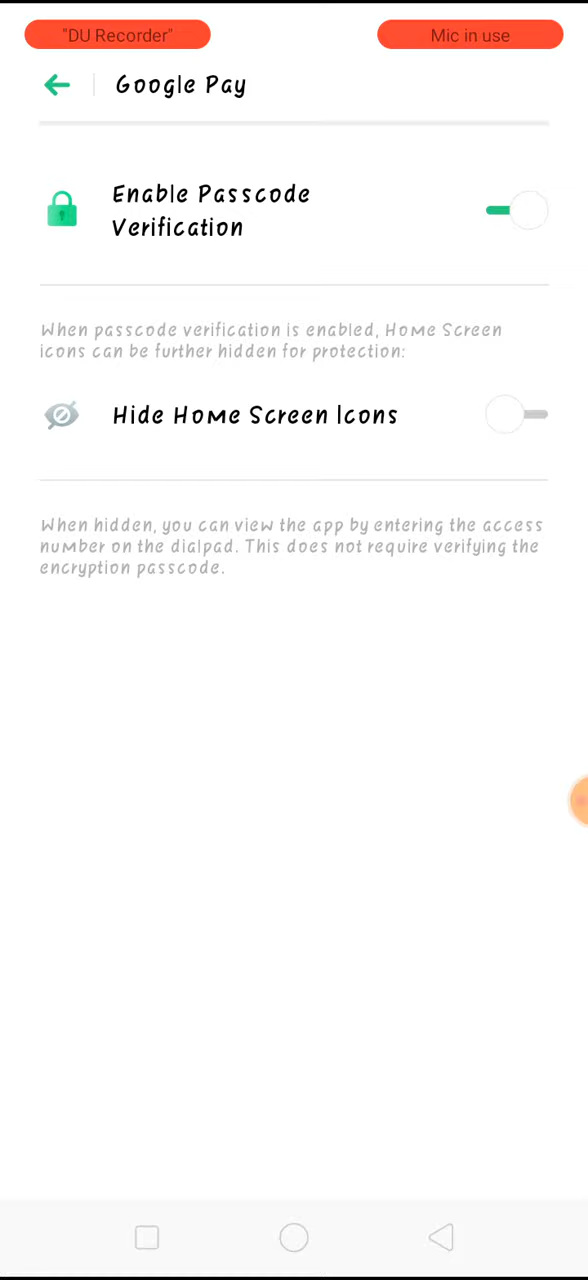 "DU Recorder"
Mic in use
Google Pay
Enable Passcode
Verification
When passcode verification is enabled, Home Screen
icons can be further hidden for protection:
Hide Home Screen Icons
When hidden, you can view the app by entering the access
number on the dialpad. This does not require verifying the
encryption passcode.